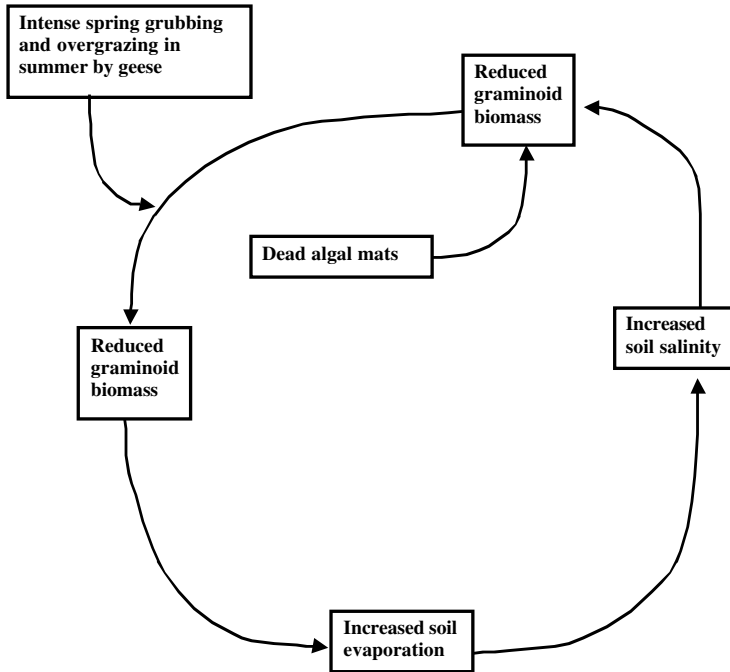 Intense spring grubbing
and overgrazing in
summer by geese
Reduced
graminoid
biomass
Dead algal mats
Increased
soil salinity
Reduced
graminoid
biomass
Increased soil
evaporation